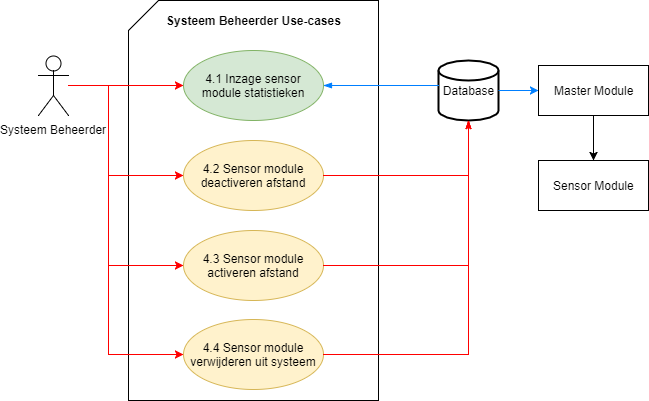 Systeem Beheerder Use-cases
4.1 Inzage sensor
module statistieken
Database
Master Module
Systeem Beheerder
4.2 Sensor module
deactiveren afstand
Sensor Module
4.3 Sensor module
activeren afstand
4.4 Sensor module
verwijderen uit systeem